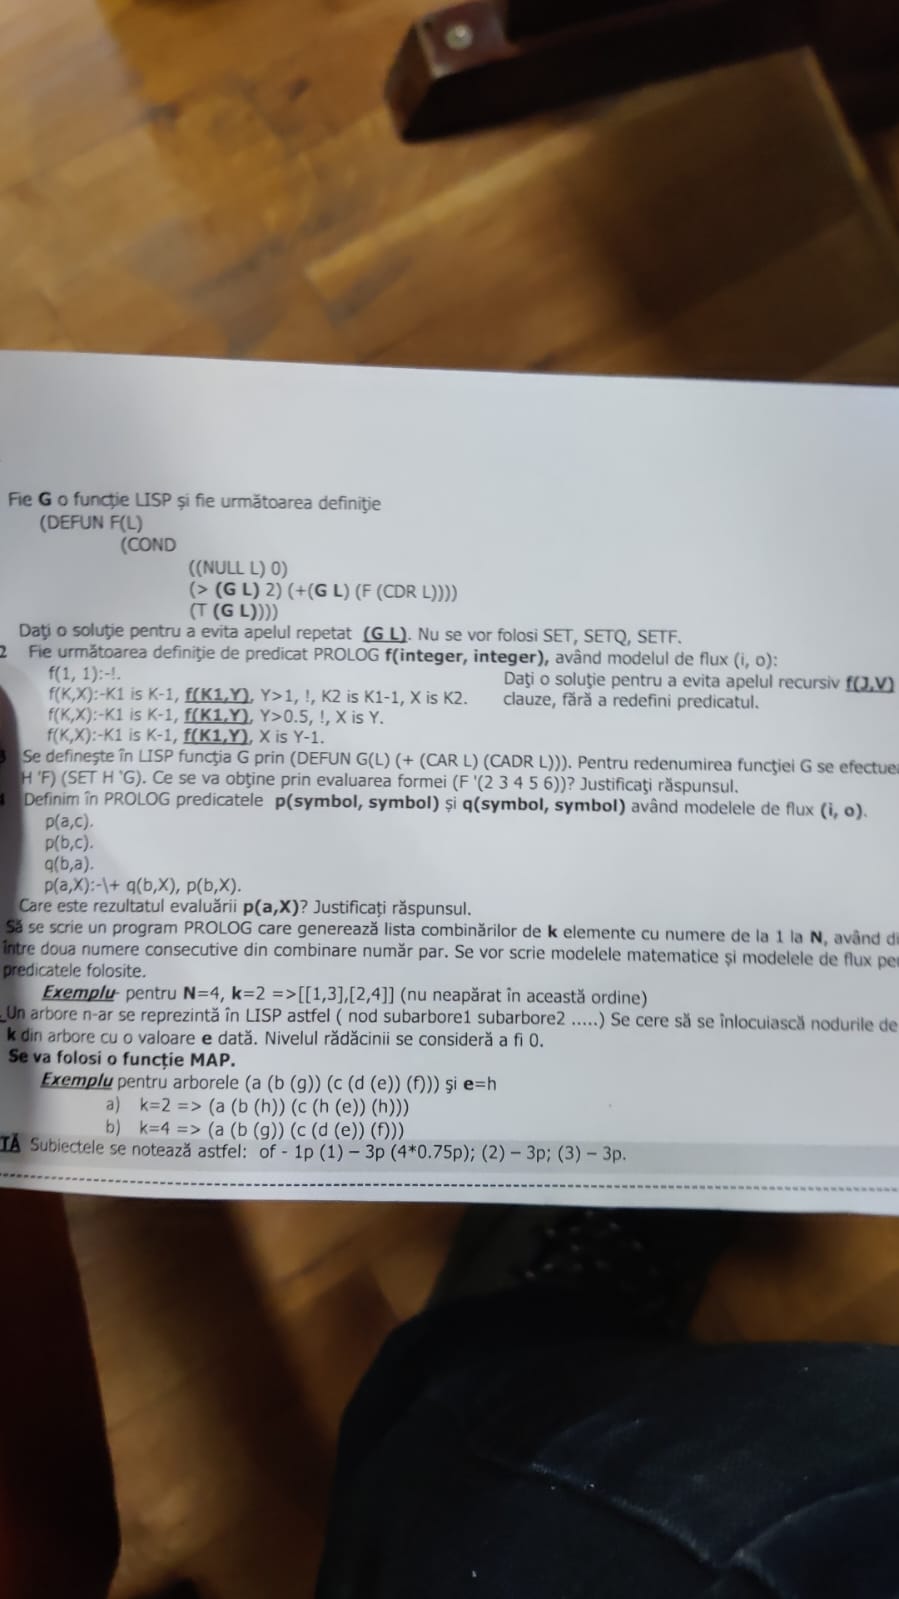 Fie G o funcție LISP și fie următoarea definiție
(DEFUN F(L)
(COND
((NULL L) 0)
(> (G L) 2) (+(G L) (F (CDR L))))
(T (G L))))
Dați o soluție pentru a evita apelul repetat (G L). Nu se vor folosi SET, SETQ, SETF.
2 Fie următoarea definiție de predicat PROLOG f(integer, integer), având modelul de flux (i, o):
f(1, 1):-!. Dați o soluție pentru a evita apelul recursiv f(J,V)
f(K,X):-K1 is K-1, f(K1,Y), Y>1, !, K2 is K1-1, X is K2. clauze, fără a redefini predicatul.
f(K,X):-K1 is K-1, f(K1,Y), Y>0.5, !, X is Y.
f(K,X):-K1 is K-1, f(K1,Y), X is Y-1.
Se definește în LISP funcția G prin (DEFUN G(L) (+ (CAR L) (CADR L))). Pentru redenumirea funcției G se
H 'F) (SET H 'G). Ce se va obține prin evaluarea formei (F '(2 3 4 5 6))? Justificați răspunsul.
Definim în PROLOG predicatele p(symbol, symbol) și q(symbol, symbol) având modelele de flux (i, o).
p(a,c).
p(b,c).
q(b,a).
p(a,X):-\+ q(b,X), p(b,X).
Care este rezultatul evaluării p(a,X)? Justificați răspunsul.
Să se scrie un program PROLOG care generează lista combinărilor de k elemente cu numere de la 1 la N, având
între doua numere consecutive din combinare număr par. Se vor scrie modelele matematice și modelele de flux
predicatele folosite.
Exemplu- pentru N=4, k=2 =>[[1,3],[2,4]] (nu neapărat în această ordine)
Un arbore n-ar se reprezintă în LISP astfel ( nod subarbore1 subarbore2 .....) Se cere să se înlocuiască nodurile de
k din arbore cu o valoare e dată. Nivelul rădăcinii se consideră a fi 0.
Se va folosi o funcție MAP.
Exemplu pentru arborele (a (b (g)) (c (d (e)) (f))) și e=h
a) k=2 => (a (b (h)) (c (h (e)) (h)))
b) k=4 => (a (b (g)) (c (d (e)) (f)))
Subiectele se notează astfel: of - 1p (1) – 3p (4*0.75p); (2) – 3p; (3) – 3p.